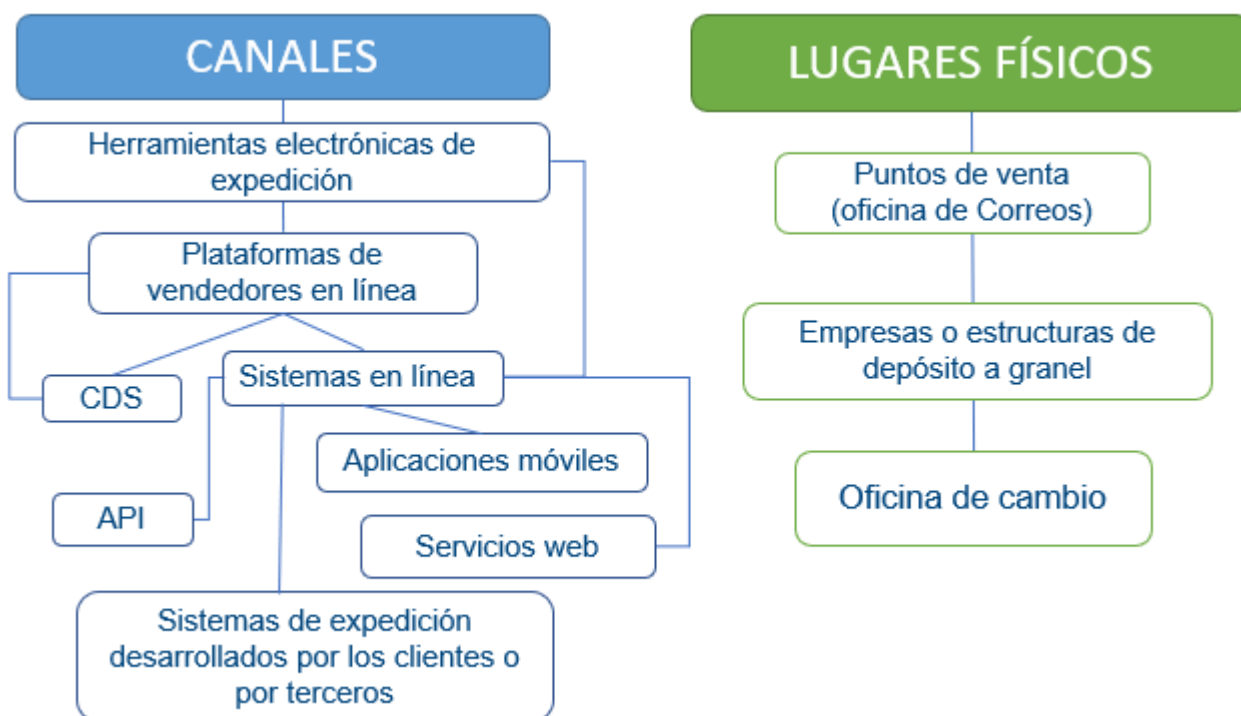 CANALES
Herramientas electrónicas de
expedición
Plataformas de
vendedores en línea
CDS
Sistemas en línea
Aplicaciones móviles
API
Servicios web
Sistemas de expedición
desarrollados por los clientes o
por terceros
LUGARES FÍSICOS
Puntos de venta
(oficina de Correos)
Empresas o estructuras de
depósito a granel
Oficina de cambio